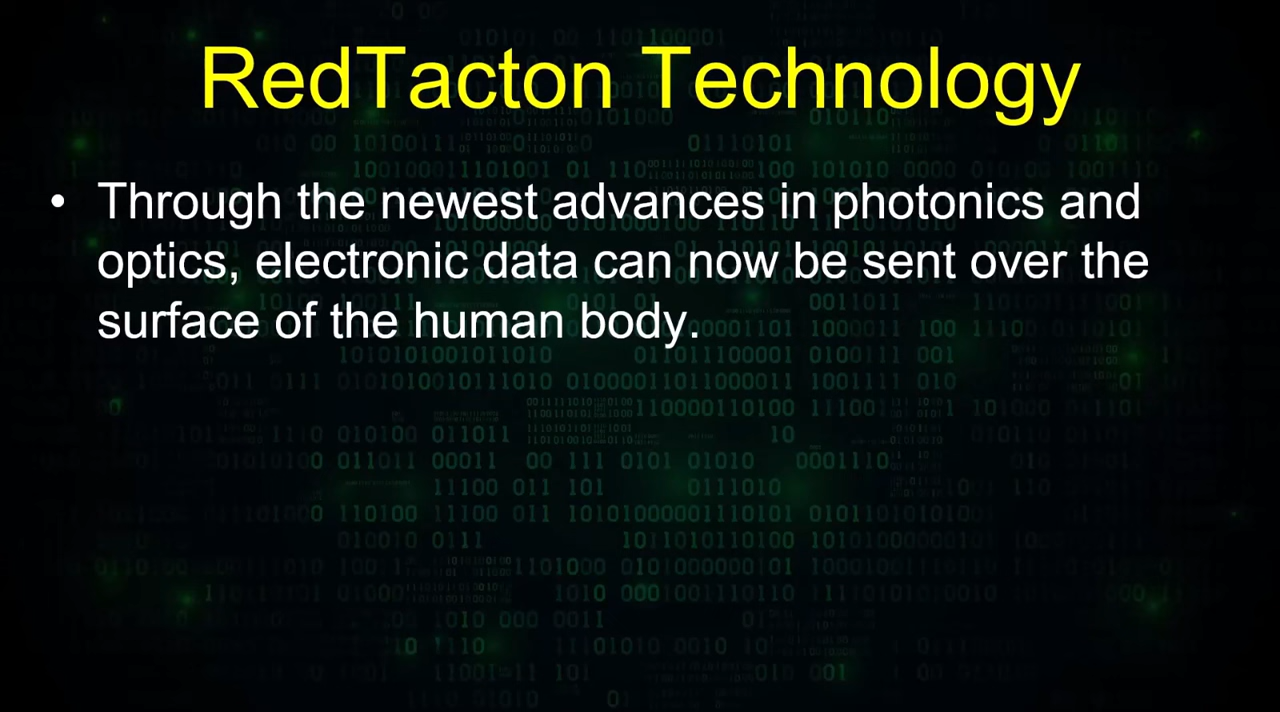 RedTacton Technology
• Through the newest advances in photonics and
optics, electronic data can now be sent over the
surface of the human body.